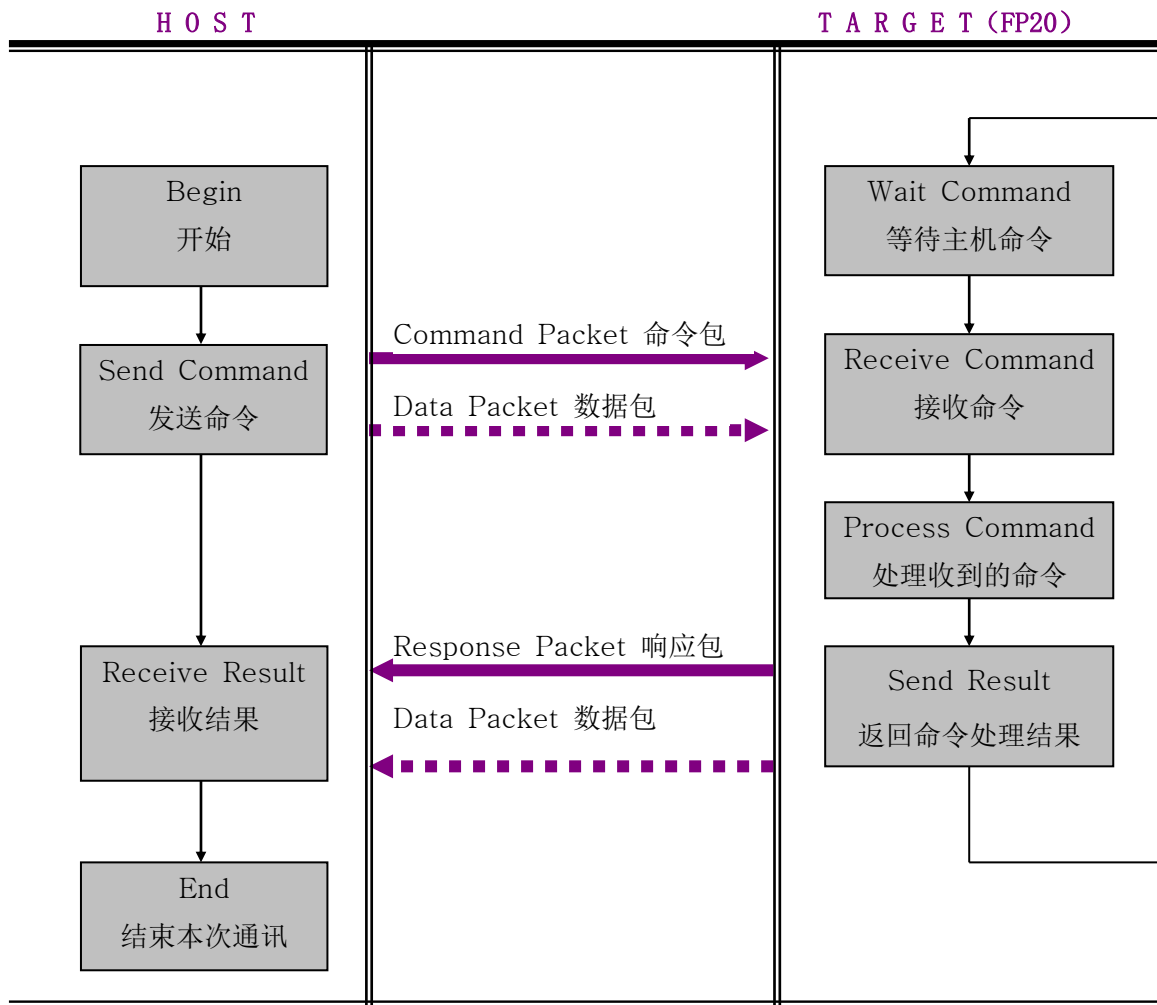 H O S T
T A R G E T (FP20)
Begin
开始
Send Command
发送命令
Receive Result
接收结果
End
结束本次通讯
Command Packet 命令包
Data Packet 数据包
Response Packet 响应包
Data Packet 数据包
Wait Command
等待主机命令
Receive Command
接收命令
Process Command
处理收到的命令
Send Result
返回命令处理结果